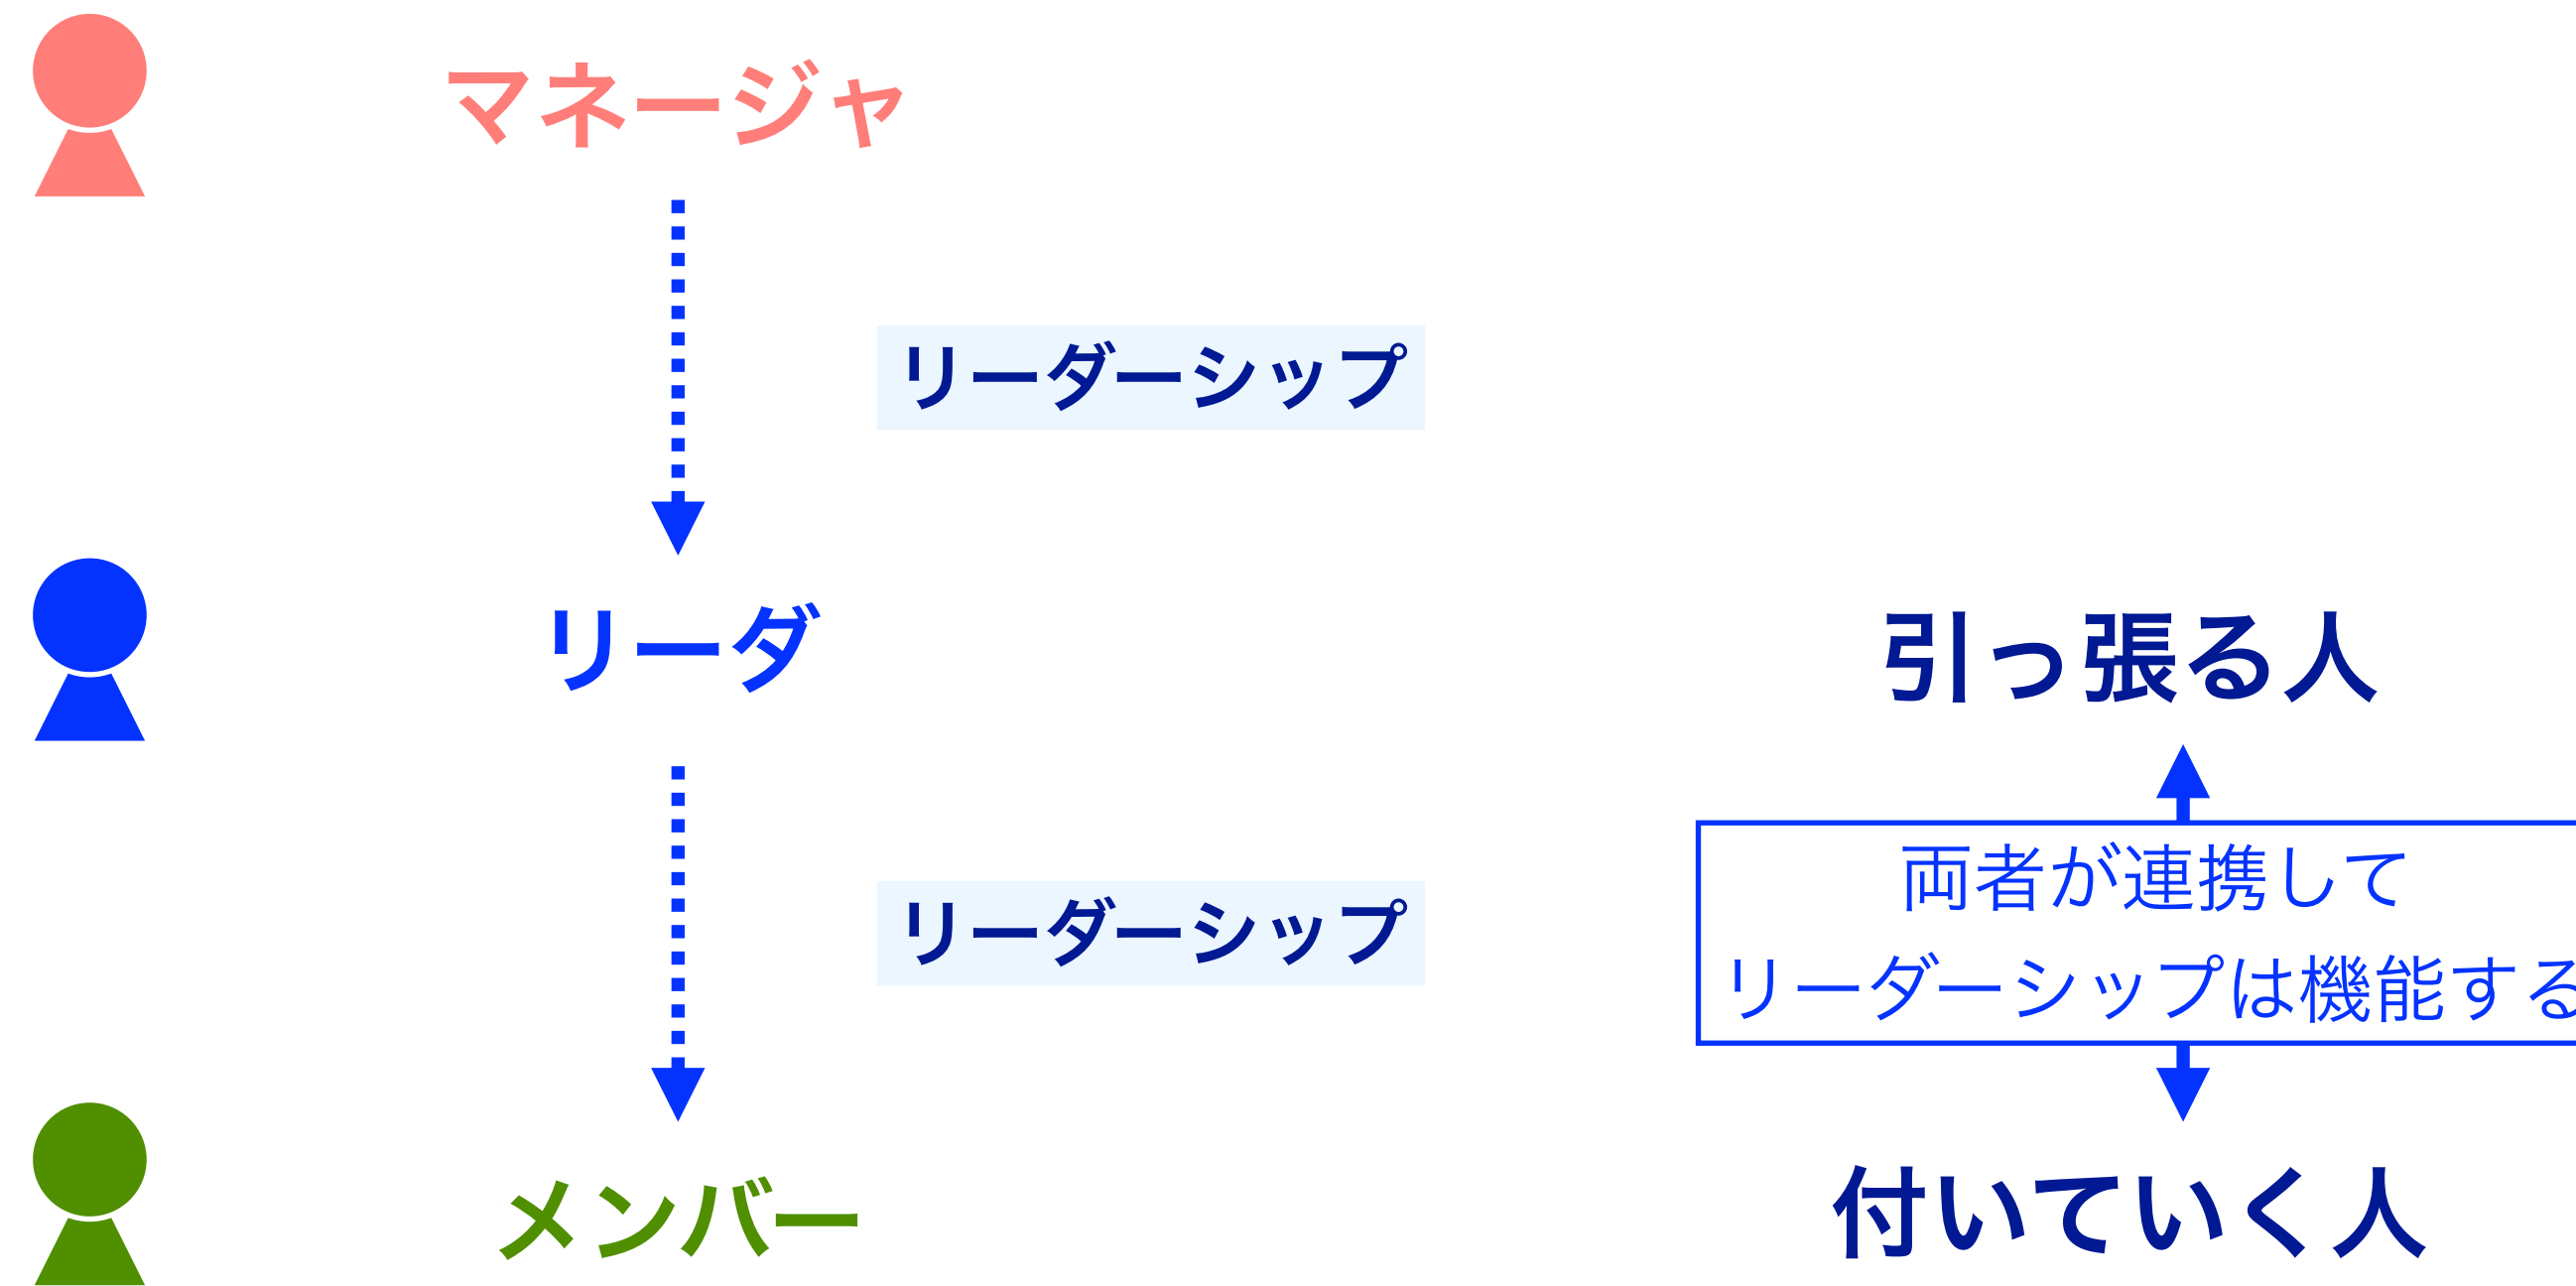 マネージャ
リーダーシップ
リーダ
引っ張る人
両者が連携して
リーダーシップは機能する
リーダーシップ
メンバー
付いていく人